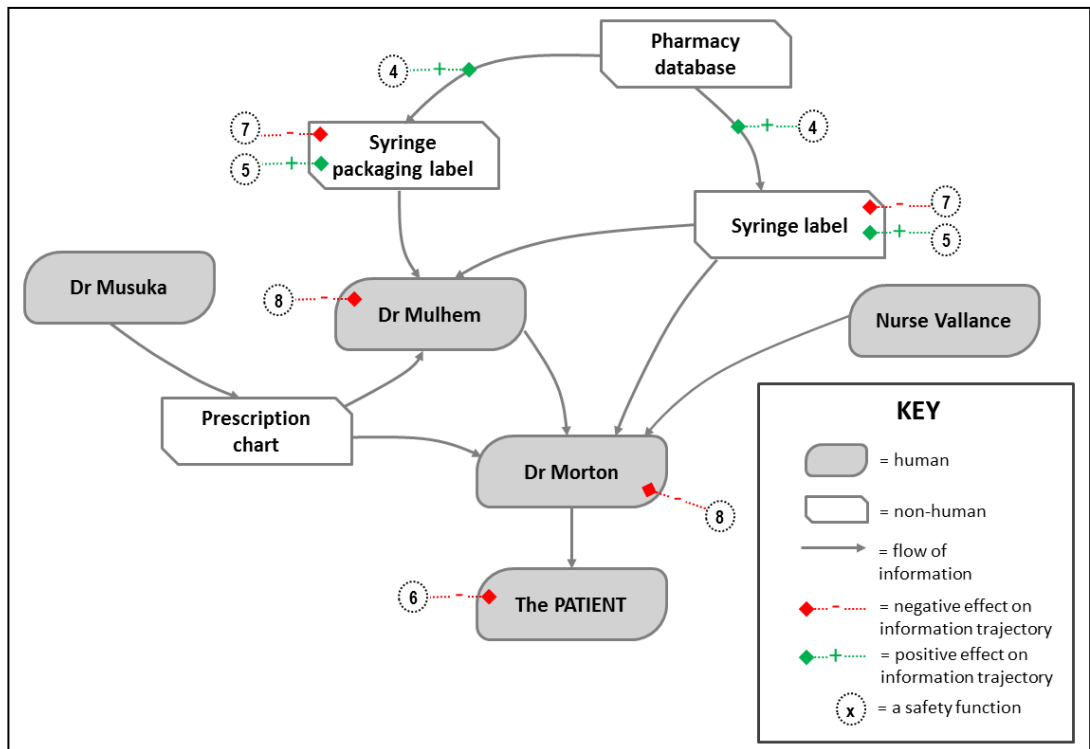 Pharmacy
database
4
+
+
4
7
-
Syringe
packaging label
5
+
-
7
Syringe label
+
5
Dr Musuka
8
-
Dr Mulhem
Nurse Vallance
Prescription
chart
Dr Morton
-
8
6
-
The PATIENT
KEY
= human
= non-human
= flow of
information
-
= negative effect on
information trajectory
+
= positive effect on
information trajectory
x
= a safety function